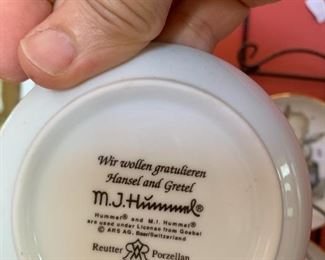 Wir wollen gratulieren
Hansel and Gretel
M.J.Hummel®
Hummel® and M.I. Hummel®
are used under License from Goebel
© ARS AG, Basel/Switzerland
Reutter Porzellan